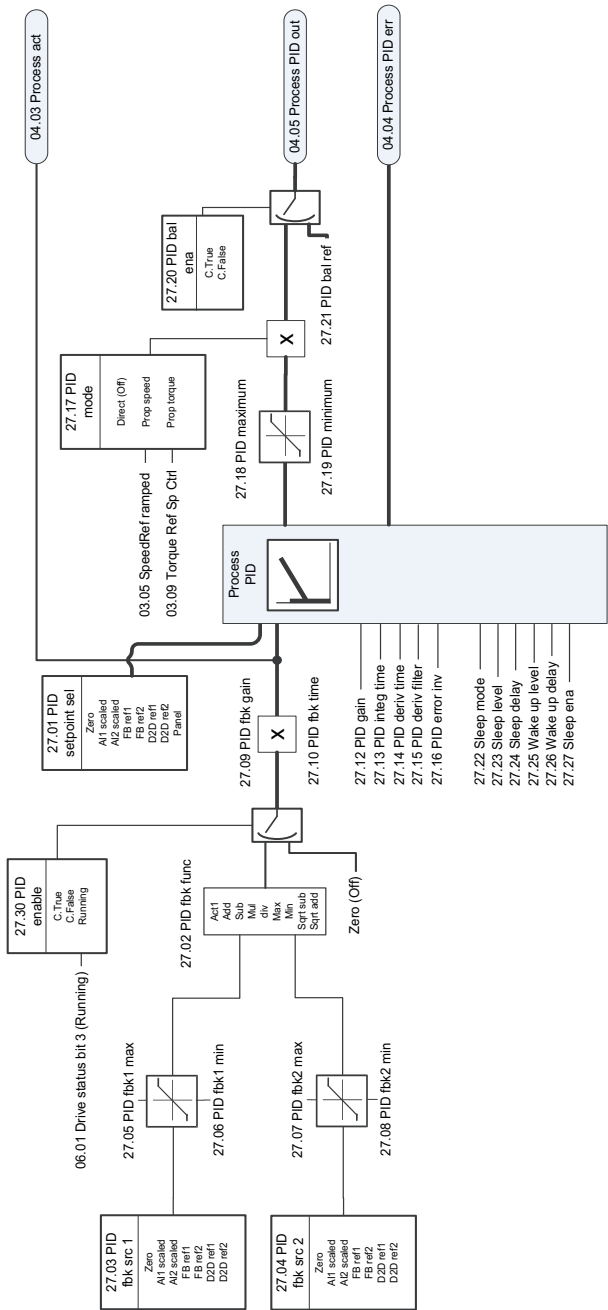 27.03 PID
fbk src 1
Zero
AI1 scaled
AI2 scaled
FB ref1
FB ref2
D2D ref1
D2D ref2
27.04 PID
fbk src 2
Zero
AI1 scaled
AI2 scaled
FB ref1
FB ref2
D2D ref1
D2D ref2
27.05 PID fbk1 max
27.06 PID fbk1 min
27.07 PID fbk2 max
27.08 PID fbk2 min
06.01 Drive status bit 3 (Running)
27.30 PID
enable
C.True
C.False
Running
27.02 PID fbk func
Act1
Add
Sub
Mul
div
Max
Min
Sqrt sub
Sqrt add
Zero (Off)
27.01 PID
setpoint sel
Zero
AI1 scaled
AI2 scaled
FB ref1
FB ref2
D2D ref1
D2D ref2
Panel
27.09 PID fbk gain
X
27.10 PID fbk time
Process
PID
27.12 PID gain
27.13 PID integ time
27.14 PID deriv time
27.15 PID deriv filter
27.16 PID error inv
27.22 Sleep mode
27.23 Sleep level
27.24 Sleep delay
27.25 Wake up level
27.26 Wake up delay
27.27 Sleep ena
03.05 SpeedRef ramped
03.09 Torque Ref Sp Ctrl
27.17 PID
mode
Direct (Off)
Prop speed
Prop torque
27.18 PID maximum
27.19 PID minimum
X
27.20 PID bal
ena
C.True
C.False
27.21 PID bal ref
04.03 Process act
04.05 Process PID out
04.04 Process PID err